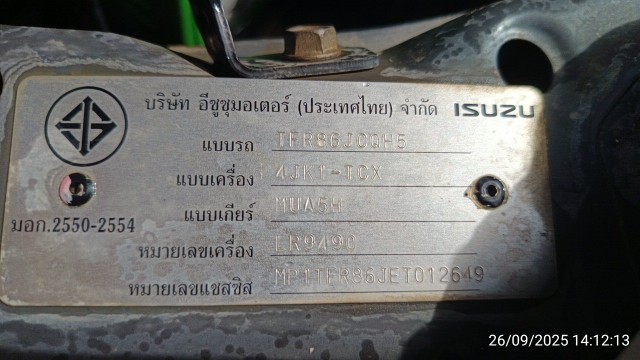 บริษัท อีซูซุมอเตอร์ (ประเทศไทย) จำกัด ISUZU
แบบรถ TFR86JCQH5
แบบเครื่อง 4JK1-TCX
แบบเกียร์ MUA5H
มอก.2550-2554
หมายเลขเครื่อง
หมายเลขแชสซิส
26/09/2025 14:12:13